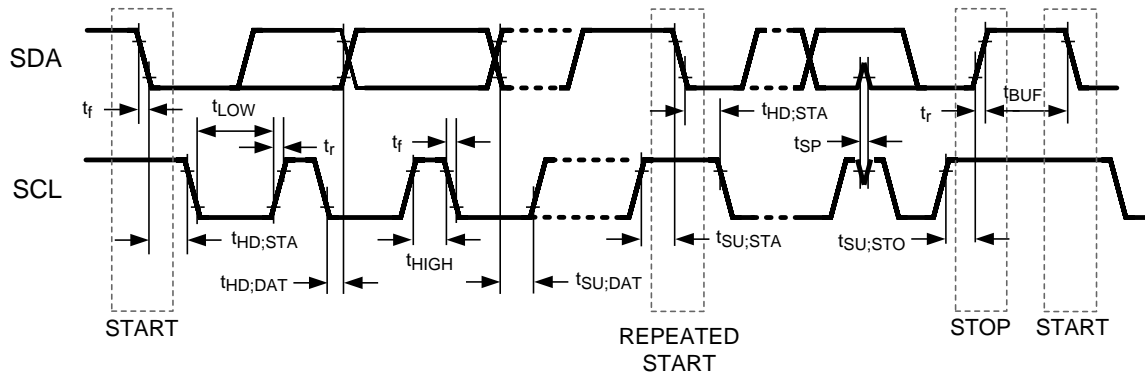 SDA
t_f
t_LOW
t_r
t_f
t_HD;STA
t_SP
t_r
t_BUF
SCL
t_HD;STA
t_HD;DAT
t_HIGH
t_SU;DAT
t_SU;STA
t_SU;STO
START
REPEATED
START
STOP
START